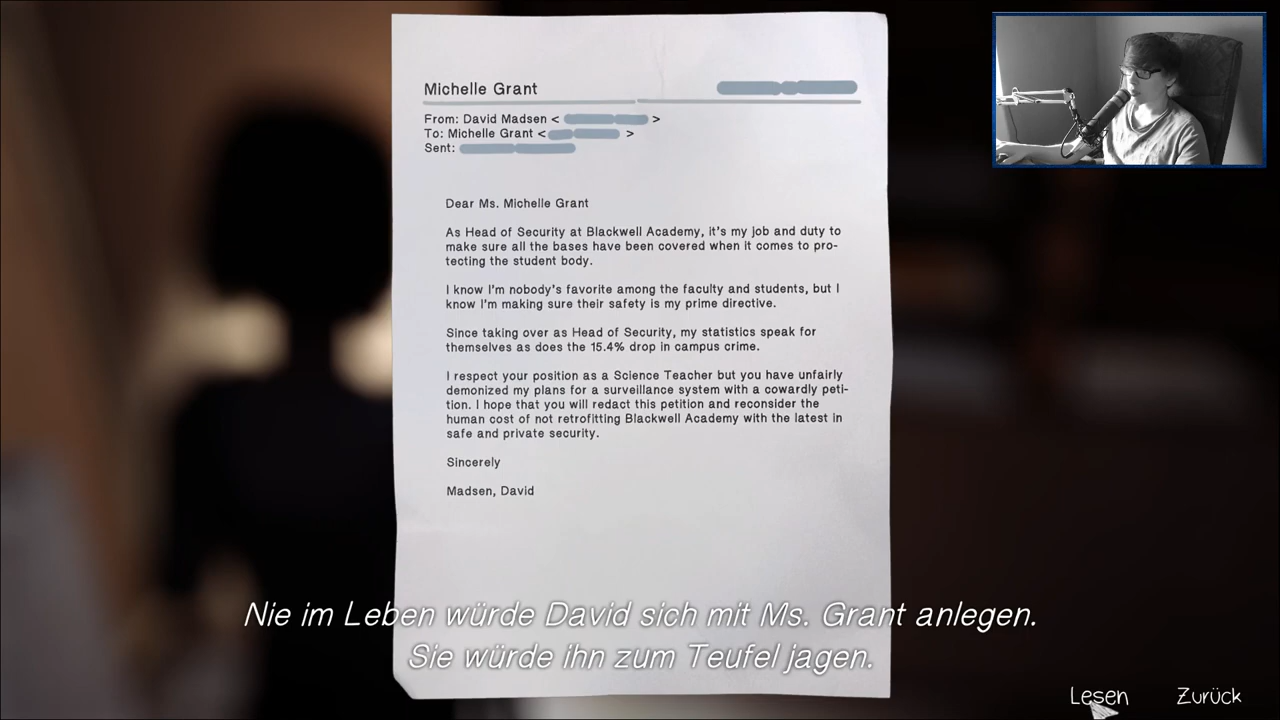 Michelle Grant
From: David Madsen < >
To: Michelle Grant < >
Sent:
Dear Ms. Michelle Grant
As Head of Security at Blackwell Academy, it's my job and duty to
make sure all the bases have been covered when it comes to pro-
tecting the student body.
I know I'm nobody's favorite among the faculty and students, but I
know I'm making sure their safety is my prime directive.
Since taking over as Head of Security, my statistics speak for
themselves as does the 15.4% drop in campus crime.
I respect your position as a Science Teacher but you have unfairly
demonized my plans for a surveillance system with a cowardly peti-
tion. I hope that you will redact this petition and reconsider the
human cost of not retrofitting Blackwell Academy with the latest in
safe and private security.
Sincerely
Madsen, David
Nie im Leben würde David sich mit Ms. Grant anlegen.
Sie würde ihn zum Teufel jagen.
Lesen Zurück